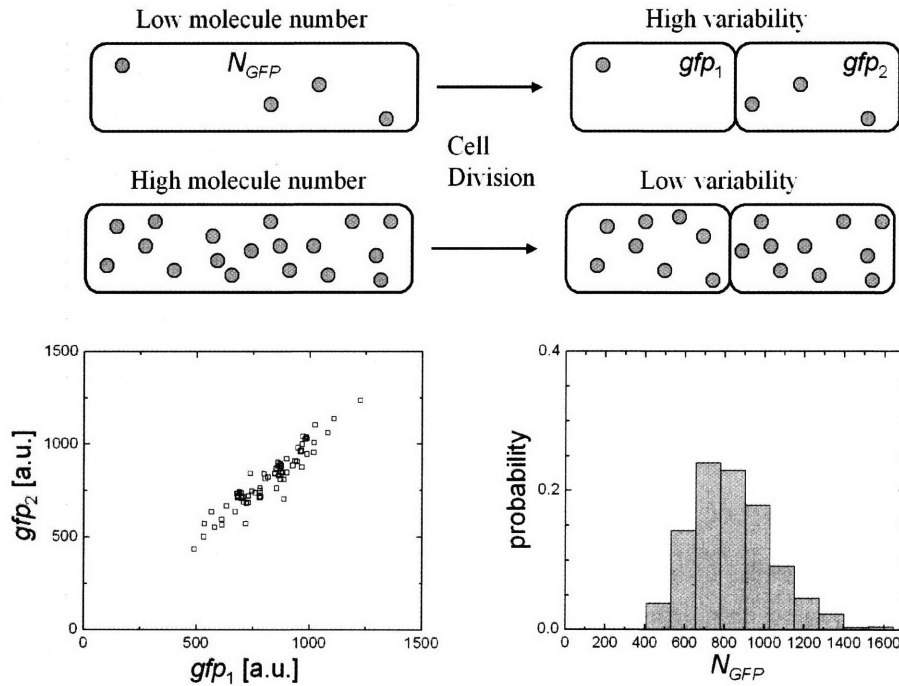 Low molecule number
High variability
N_GFP
gfp₁
gfp₂
Cell
Division
High molecule number
Low variability
1500
1000
500
0
gfp₂ [a.u.]
0 500 1000 1500
gfp₁ [a.u.]
0.4
0.2
0.0
probability
0 200 400 600 800 1000 1200 1400 1600
N_GFP